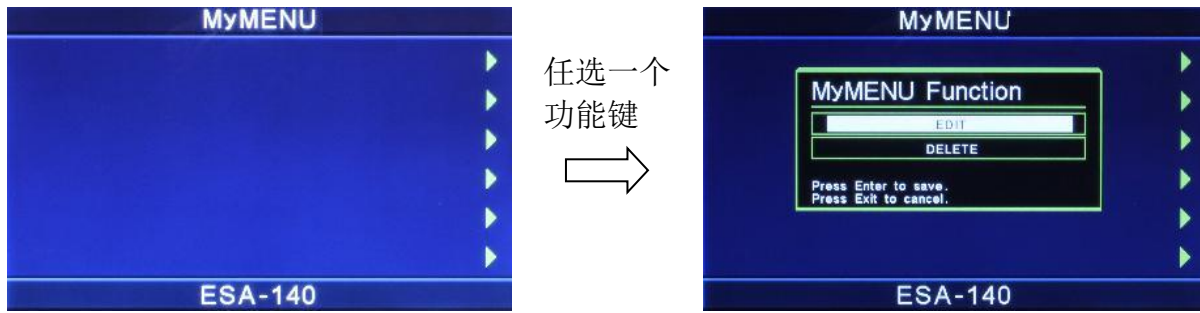 MyMENU
ESA-140
任选一个
功能键
MyMENU
MyMENU Function
EDIT
DELETE
Press Enter to save.
Press Exit to cancel.
ESA-140